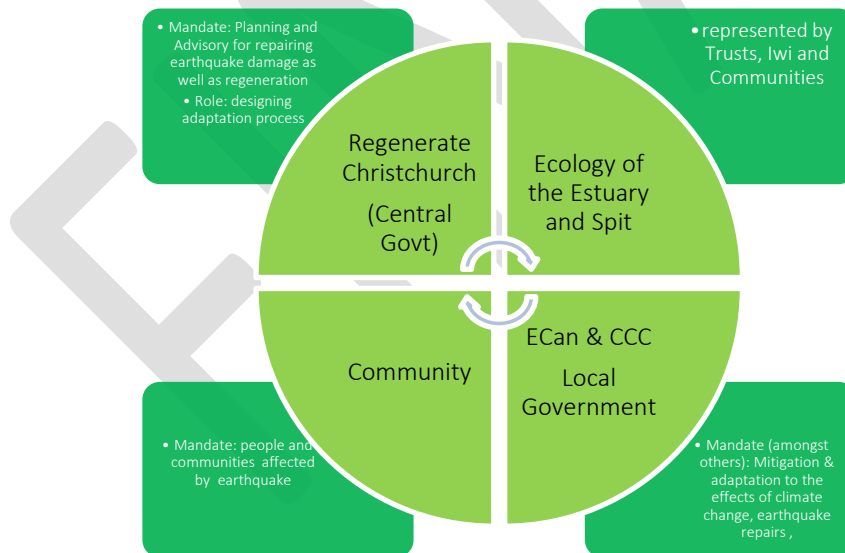 • Mandate: Planning and
Advisory for repairing
earthquake damage as
well as regeneration
• Role: designing
adaptation process
• represented by
Trusts, Iwi and
Communities
Regenerate
Christchurch
(Central
Govt)
Ecology of
the Estuary
and Spit
Community
ECan & CCC
Local
Government
• Mandate: people and
communities affected
by earthquake
• Mandate (amongst
others): Mitigation &
adaptation to the
effects of climate
change, earthquake
repairs ,